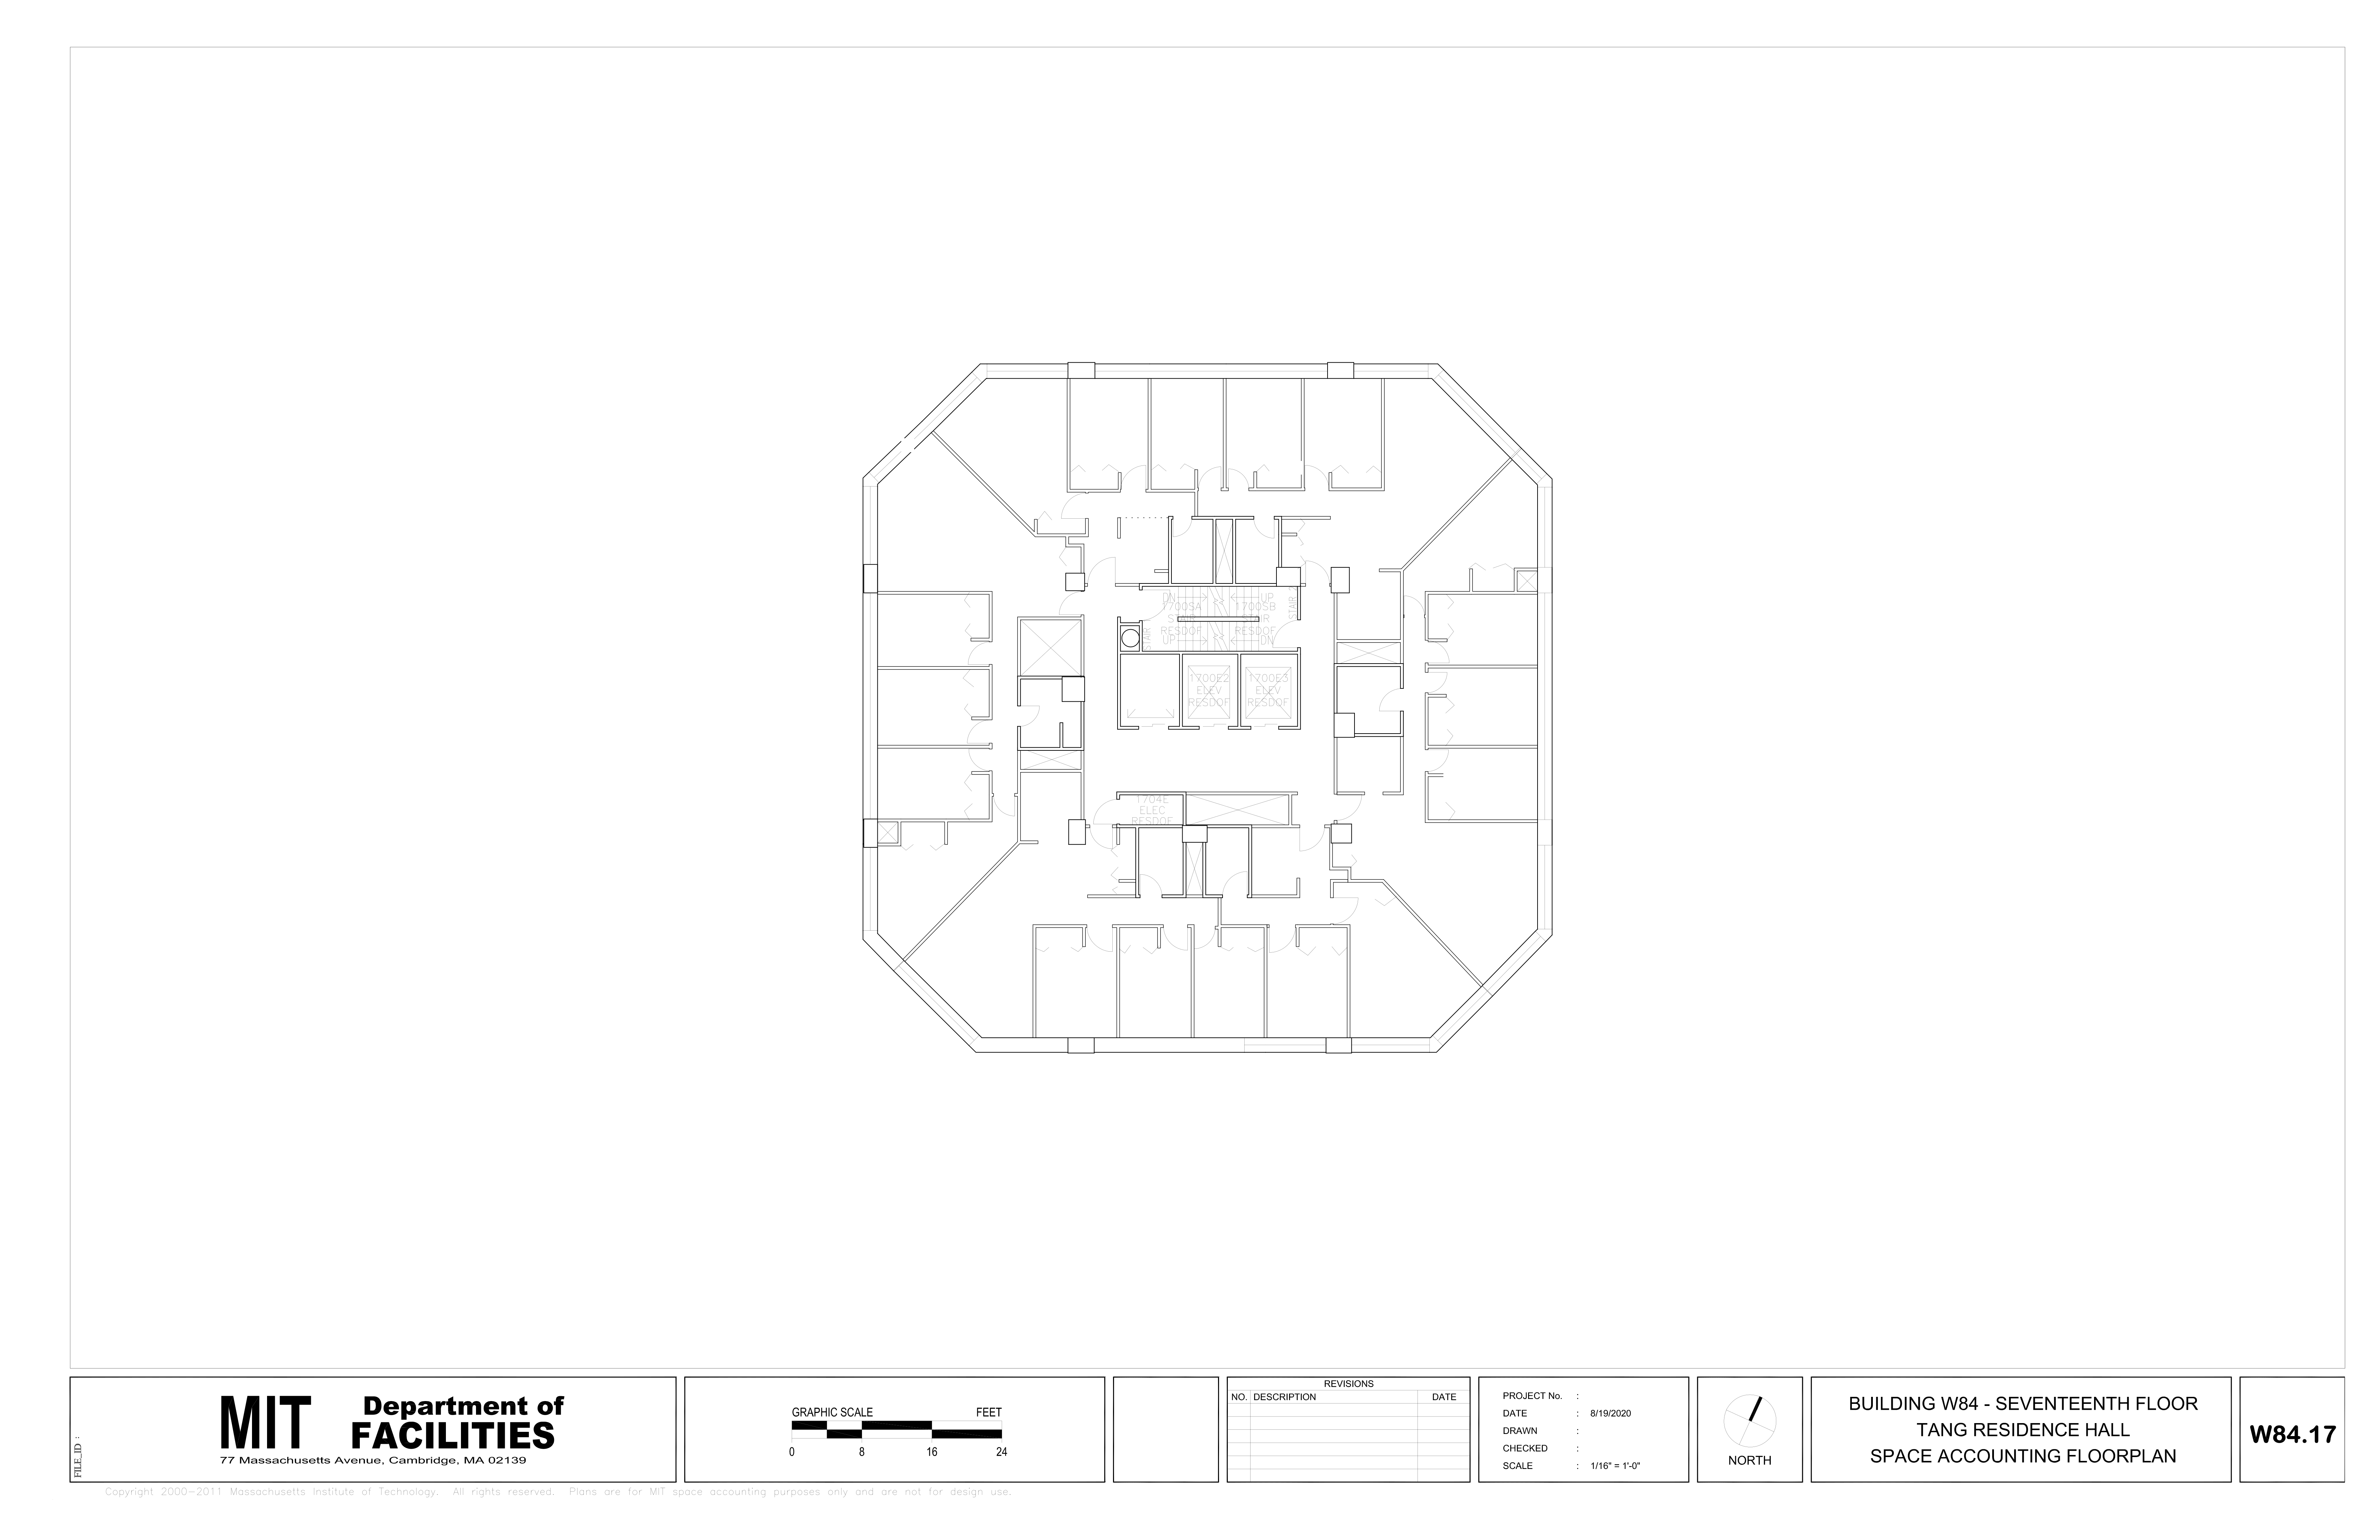 DN
UP
1700SA
1700SB
STAIR
STAIR
RESDOF
RESDOF
UP
DN
STAIR 1
STAIR 2
1700E2
ELEV
RESDOF
1700E3
ELEV
RESDOF
1704E
ELEC
RESDOF
FILE_ID :
MIT
Department of
FACILITIES
77 Massachusetts Avenue, Cambridge, MA 02139
GRAPHIC SCALE FEET
0 8 16 24
REVISIONS
NO. DESCRIPTION DATE
PROJECT No. :
DATE : 8/19/2020
DRAWN :
CHECKED :
SCALE : 1/16" = 1'-0"
NORTH
BUILDING W84 - SEVENTEENTH FLOOR
TANG RESIDENCE HALL
SPACE ACCOUNTING FLOORPLAN
W84.17
Copyright 2000-2011 Massachusetts Institute of Technology. All rights reserved. Plans are for MIT space accounting purposes only and are not for design use.